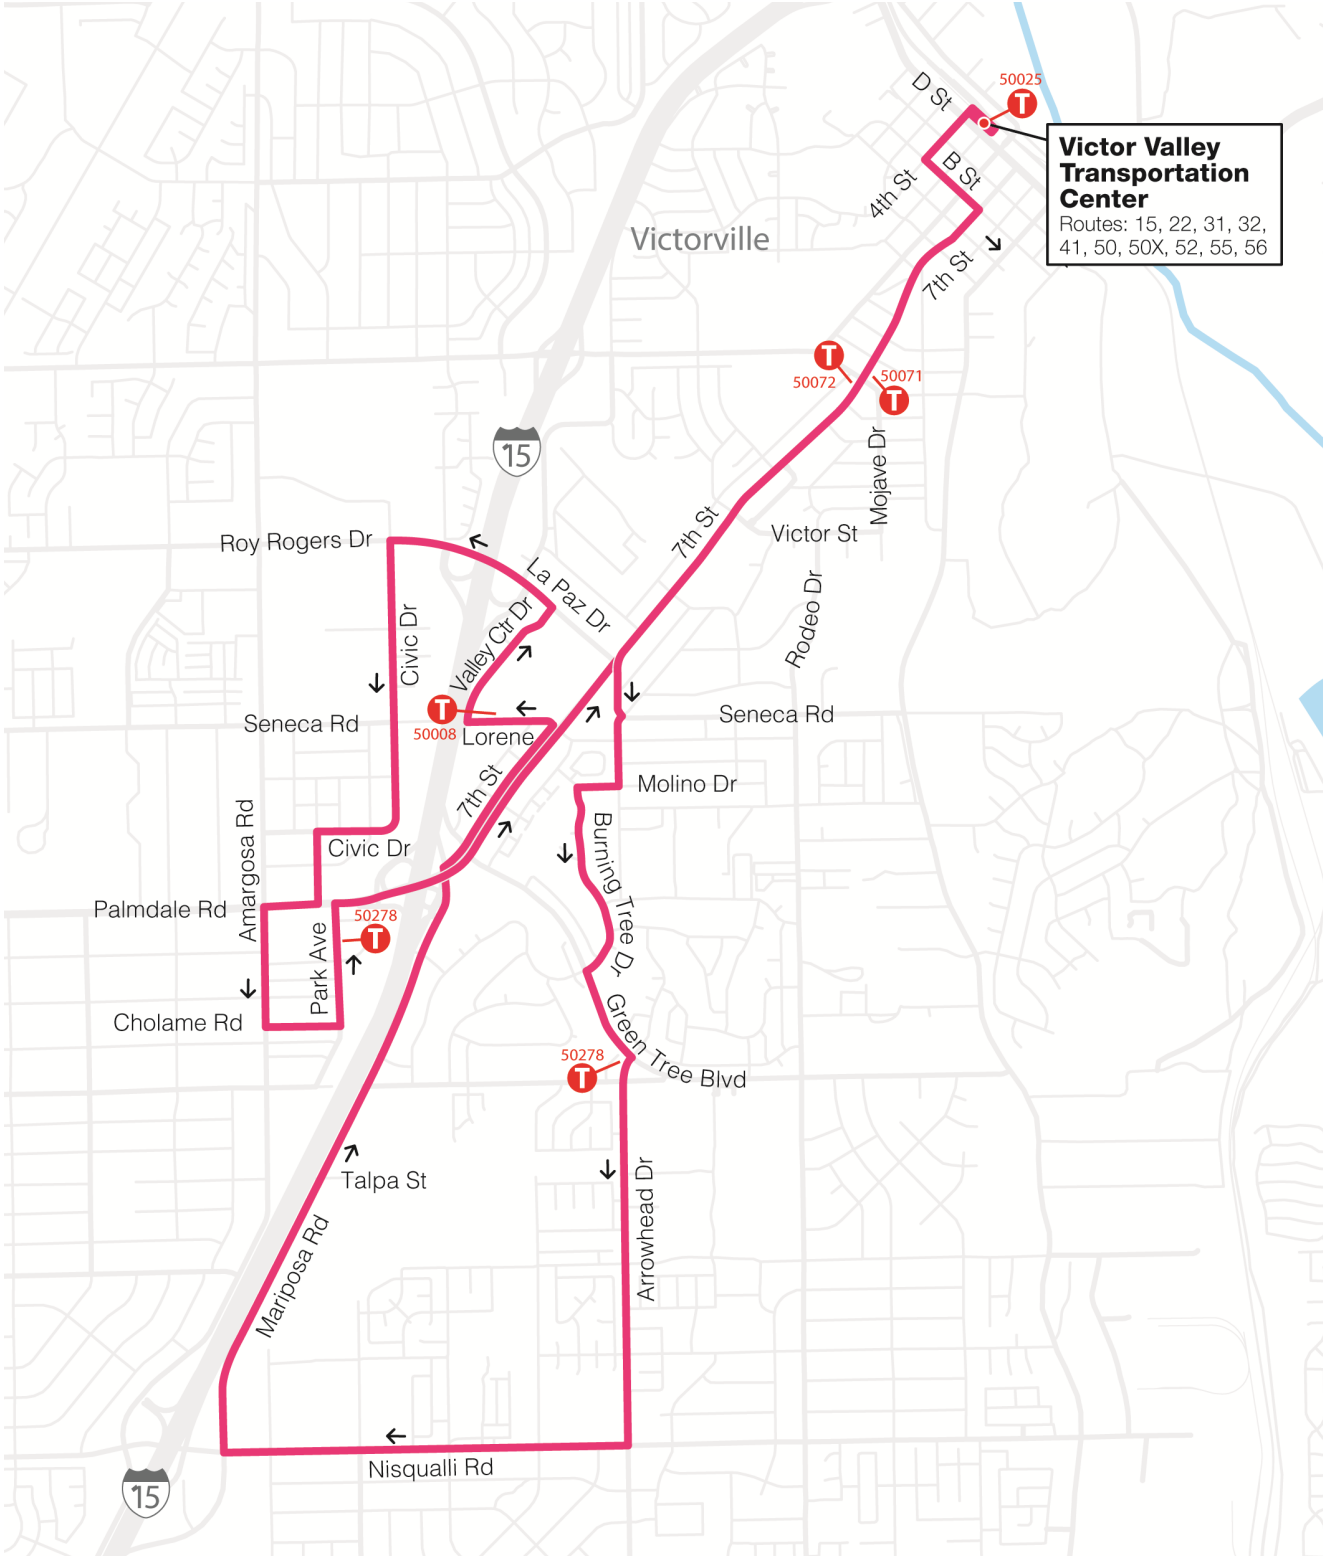 50025
D St
Victor Valley
Transportation
Center
Routes: 15, 22, 31, 32,
41, 50, 50X, 52, 55, 56
T
B St
4th St
Victorville
7th St
T
50072
50071
T
Mojave Dr
15
7th St
Victor St
Roy Rogers Dr
La Paz Dr
Rodeo Dr
Civic Dr
Valley Ctr Dr
T
50008
Seneca Rd
Lorene
Seneca Rd
7th St
Molino Dr
Amargosa Rd
Civic Dr
Burning Tree Dr
Palmdale Rd
50278
T
Park Ave
Cholame Rd
Green Tree Blvd
50278
T
Talpa St
Arrowhead Dr
Mariposa Rd
Nisqualli Rd
15